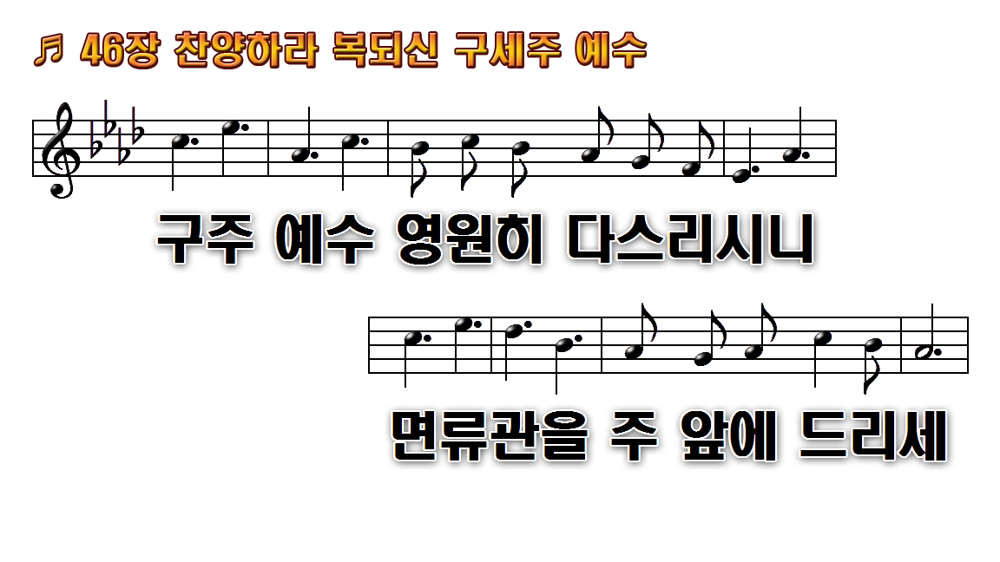 ♬ 46장 찬양하라 복되신 구세주 예수
구주 예수 영원히 다스리시니
면류관을 주 앞에 드리세